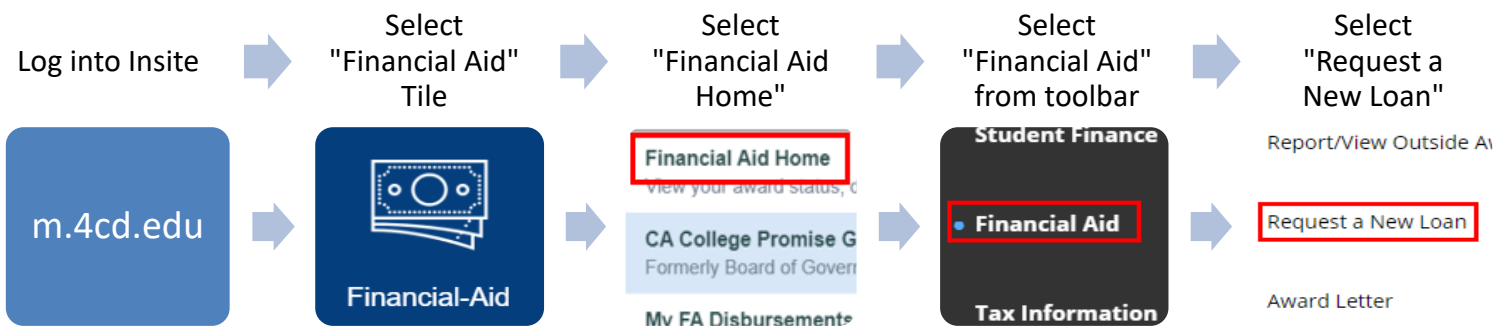 Log into Insite
Select
"Financial Aid"
Tile
Select
"Financial Aid
Home"
Select
"Financial Aid"
from toolbar
Select
"Request a
New Loan"
m.4cd.edu
Financial-Aid
Financial Aid Home
View your award status,
CA College Promise G
Formerly Board of Govern
My FA Disbursements
Student Finance
Financial Aid
Tax Information
Report/View Outside
Request a New Loan
Award Letter